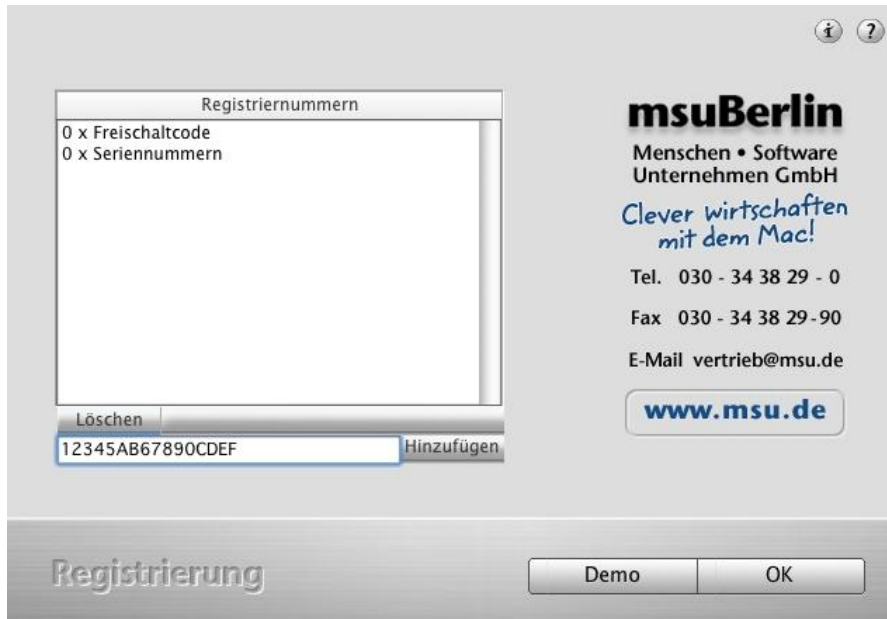 Registriernummern
0 x Freischaltcode
0 x Seriennummern
Löschen
12345AB67890CDEF
Hinzufügen
i ?
msuBerlin
Menschen • Software
Unternehmen GmbH
Clever wirtschaften
mit dem Mac!
Tel. 030 - 34 38 29 - 0
Fax 030 - 34 38 29 - 90
E-Mail vertrieb@msu.de
www.msu.de
Registrierung
Demo
OK